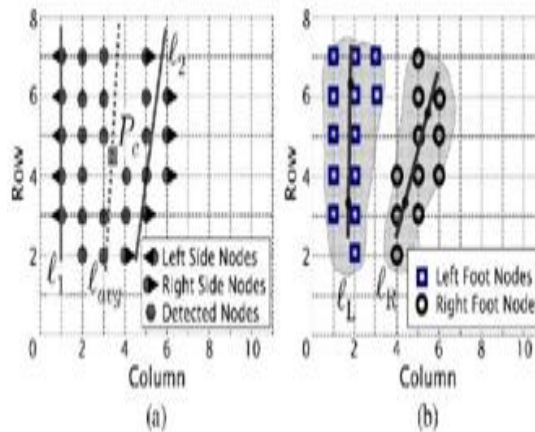 8
6
4
2
0 2 4 6 8 10
Row
Column
ℓ1
ℓavg
Pc
ℓ2
Left Side Nodes
Right Side Nodes
Detected Nodes
(a)
8
6
4
2
0 2 4 6 8 10
Row
Column
ℓL
ℓR
Left Foot Nodes
Right Foot Node
(b)